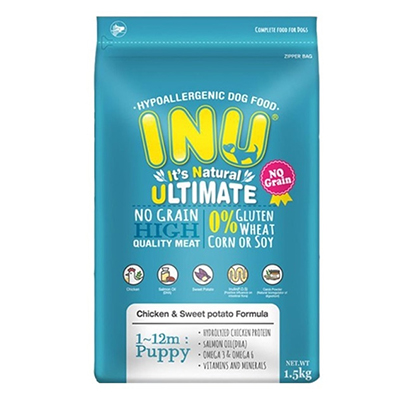 COMPLETE FOOD FOR DOGS
ZIPPER BAG
HYPOALLERGENIC DOG FOOD
INU®
It's Natural
ULTIMATE
NO Grain
NO GRAIN
HIGH
QUALITY MEAT
0% GLUTEN
WHEAT
CORN OR SOY
Chicken
Salmon Oil
Sweet Potato
Chicken & Sweet potato Formula
1~12m :
Puppy
• HYDROLYZED CHICKEN PROTEIN
• SALMON OIL(DHA)
• OMEGA 3 & OMEGA 6
• VITAMINS AND MINERALS
NET.WT
1.5kg